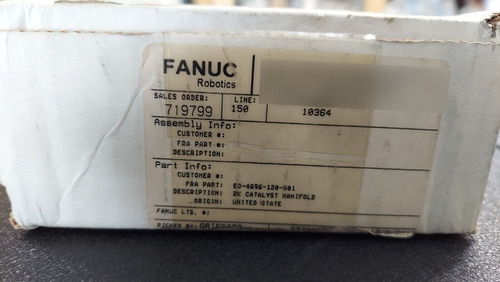 FANUC
Robotics
SALES ORDER: LINE:
719799 150 10364
Assembly Info:
CUSTOMER #:
FRA PART #:
DESCRIPTION:
Part Info:
CUSTOMER #:
FRA PART: EO-4696-120-001
DESCRIPTION: 2K CATALYST MANIFOLD
ORIGIN: UNITED STATE
FANUC LTD. #:
PICKED BY: